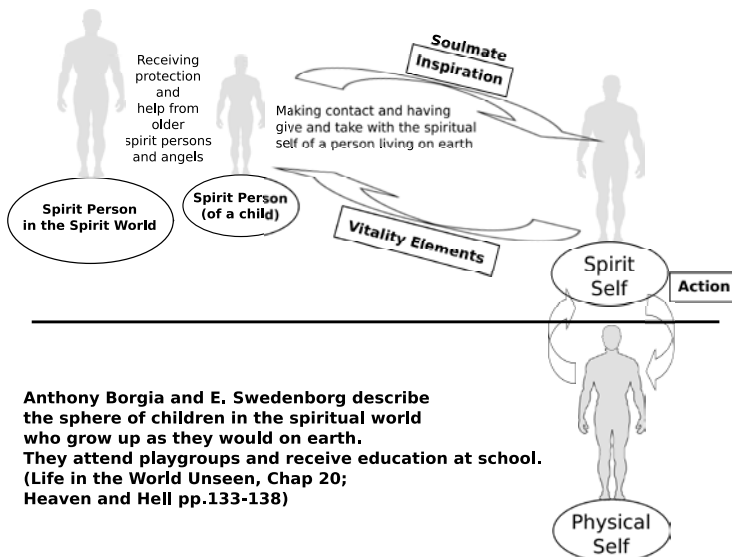 Soulmate
Inspiration
Receiving
protection
and
help from
older
spirit persons
and angels
Making contact and having
give and take with the spiritual
self of a person living on earth
Spirit Person
in the Spirit World
Spirit Person
(of a child)
Vitality Elements
Spirit
Self
Action
Anthony Borgia and E. Swedenborg describe
the sphere of children in the spiritual world
who grow up as they would on earth.
They attend playgroups and receive education at school.
(Life in the World Unseen, Chap 20;
Heaven and Hell pp.133-138)
Physical
Self